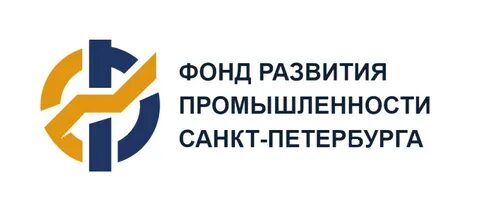 ФОНД РАЗВИТИЯ
ПРОМЫШЛЕННОСТИ
САНКТ-ПЕТЕРБУРГА